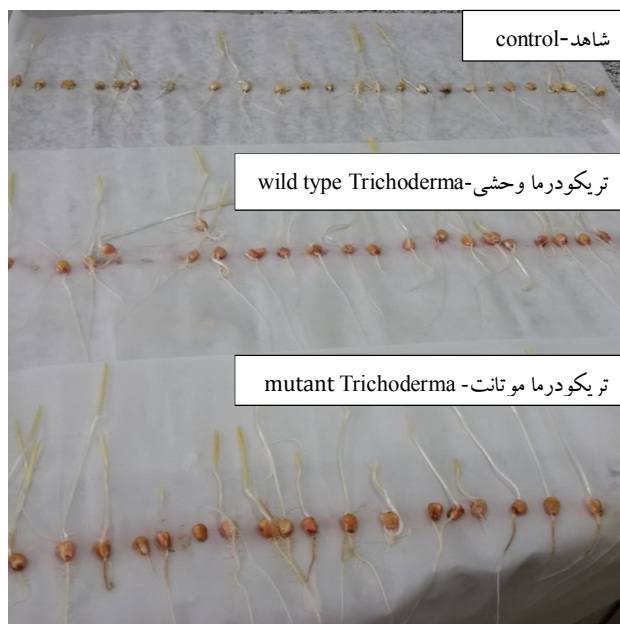 شاهد-control
تریکودرما وحشی-wild type Trichoderma
تریکودرما موتانت - mutant Trichoderma